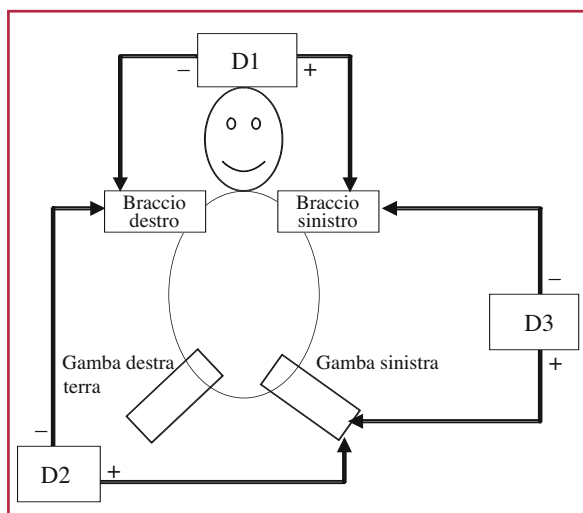 − D1 +
Braccio
destro
Braccio
sinistro
−
D3
+
Gamba destra
terra
Gamba sinistra
−
D2 +